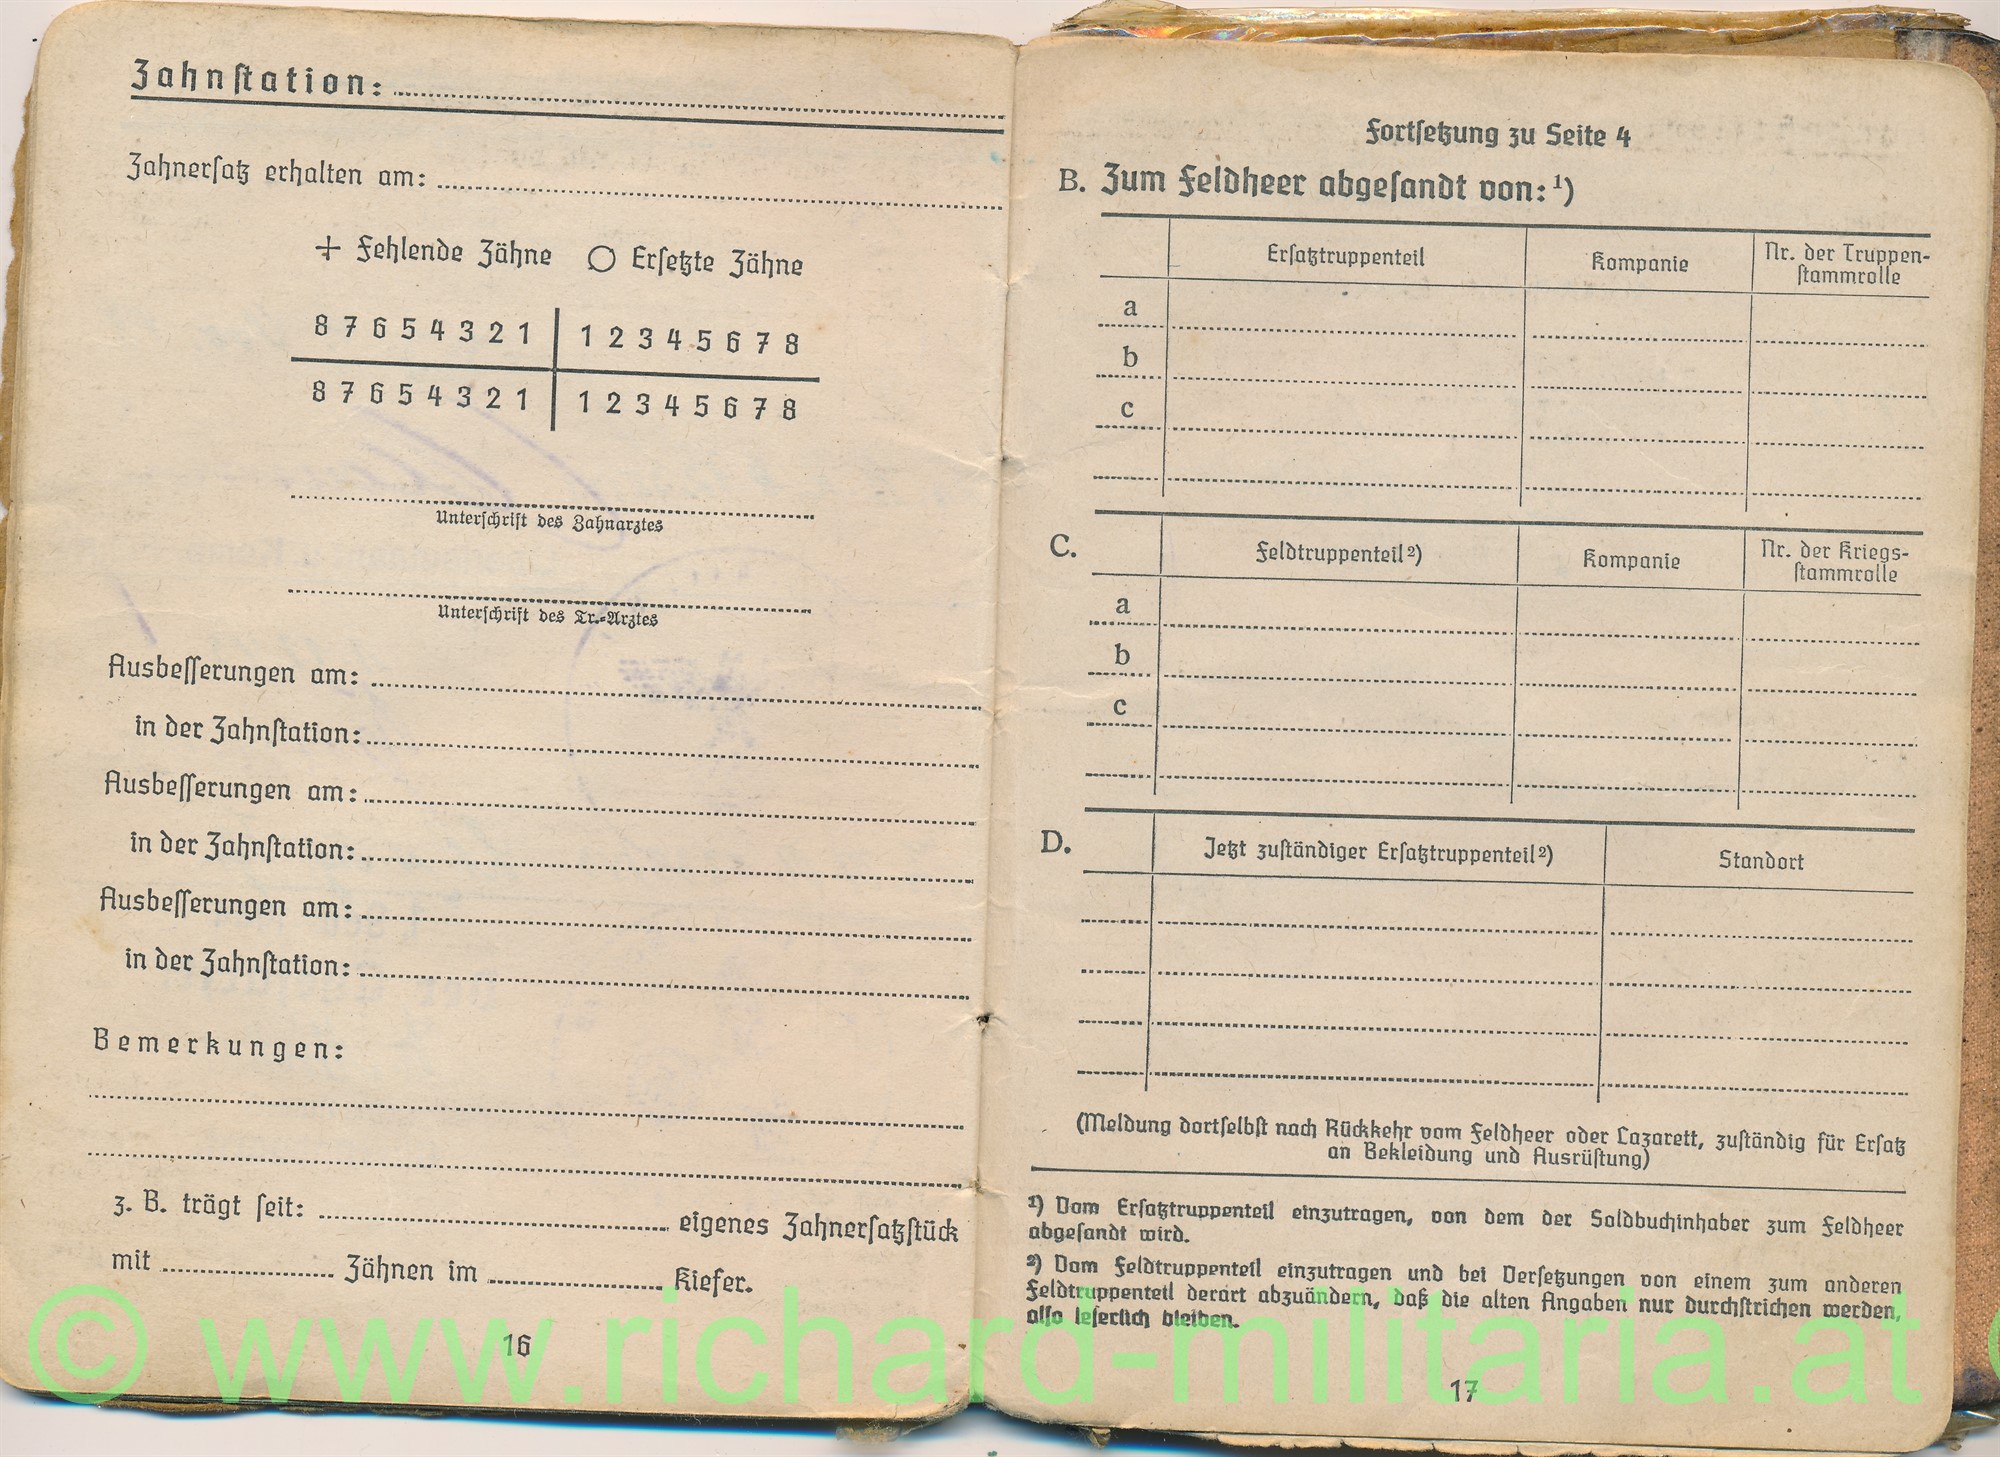 Zahnstation:
Zahnersatz erhalten am:
+ Fehlende Zähne ○ Ersetzte Zähne
8 7 6 5 4 3 2 1 | 1 2 3 4 5 6 7 8
8 7 6 5 4 3 2 1 | 1 2 3 4 5 6 7 8
Unterschrift des Zahnarztes
Unterschrift des Tr.-Arztes
Ausbesserungen am:
in der Zahnstation:
Ausbesserungen am:
in der Zahnstation:
Ausbesserungen am:
in der Zahnstation:
Bemerkungen:
z. B. trägt seit: eigenes Zahnersatzstück
mit Zähnen im Kiefer.
16
Fortsetzung zu Seite 4
B. Zum Feldheer abgesandt von:¹)
Ersatztruppenteil Kompanie Nr. der Truppen-
stammrolle
a
b
c
C. Feldtruppenteil²) Kompanie Nr. der Kriegs-
stammrolle
a
b
c
D. Jetzt zuständiger Ersatztruppenteil²) Standort
(Meldung dortselbst nach Rückkehr vom Feldheer oder Lazarett, zuständig für Ersatz
an Bekleidung und Ausrüstung)
¹) Vom Ersatztruppenteil einzutragen, von dem der Soldbuchinhaber zum Feldheer
abgesandt wird.
²) Vom Feldtruppenteil einzutragen und bei Versetzungen von einem zum anderen
Feldtruppenteil derart abzuändern, daß die alten Angaben nur durchstrichen werden,
also leserlich bleiben.
17
© www.richard-militaria.at ©